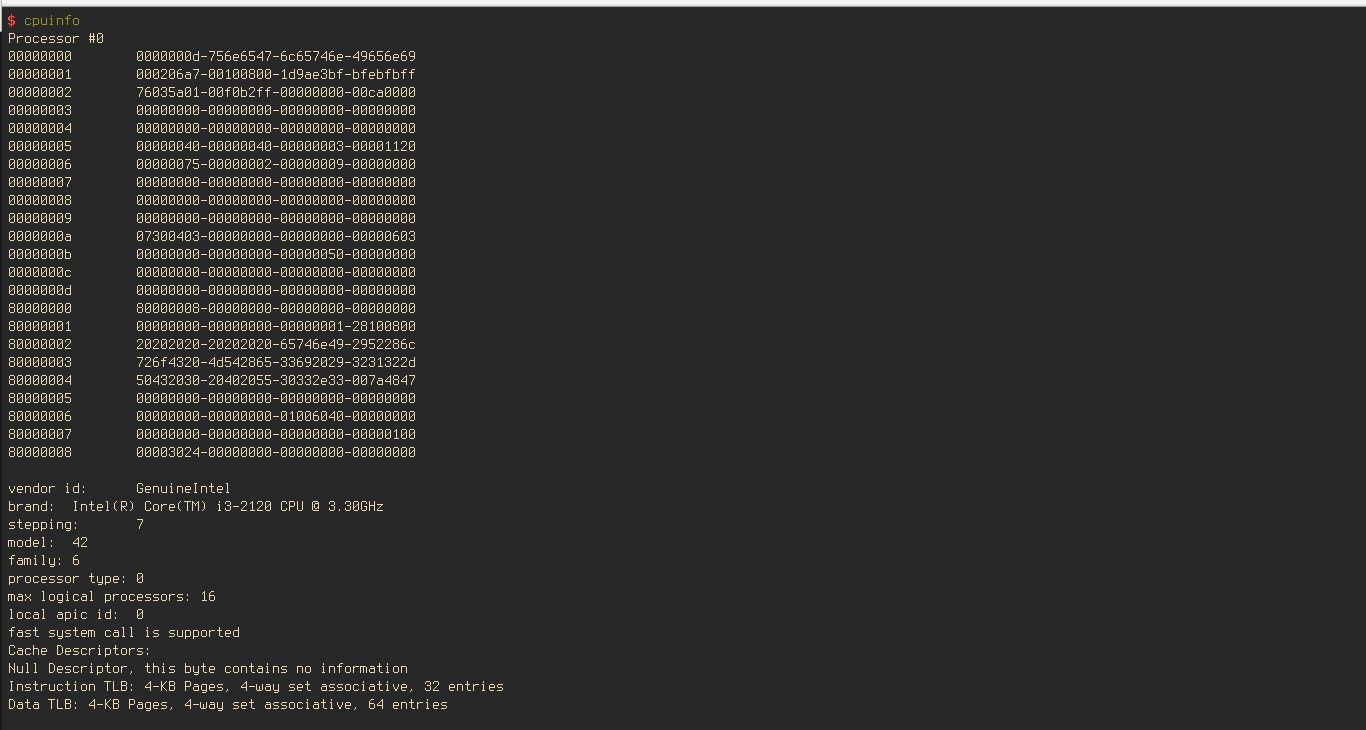 $ cpuinfo
Processor #0
00000000        0000000d-756e6547-6c65746e-49656e69
00000001        000206a7-00100800-1d9ae3bf-bfebfbff
00000002        76035a01-00f0b2ff-00000000-00ca0000
00000003        00000000-00000000-00000000-00000000
00000004        00000000-00000000-00000000-00000000
00000005        00000040-00000040-00000003-00001120
00000006        00000075-00000002-00000009-00000000
00000007        00000000-00000000-00000000-00000000
00000008        00000000-00000000-00000000-00000000
00000009        00000000-00000000-00000000-00000000
0000000a        07300403-00000000-00000000-00000603
0000000b        00000000-00000000-00000050-00000000
0000000c        00000000-00000000-00000000-00000000
0000000d        00000000-00000000-00000000-00000000
80000000        80000008-00000000-00000000-00000000
80000001        00000000-00000000-00000001-28100800
80000002        20202020-20202020-65746e49-2952286c
80000003        726f4320-4d542865-33692029-3231322d
80000004        50432030-20402055-30332e33-007a4847
80000005        00000000-00000000-00000000-00000000
80000006        00000000-00000000-01006040-00000000
80000007        00000000-00000000-00000000-00000100
80000008        00003024-00000000-00000000-00000000
vendor id:      GenuineIntel
brand:  Intel(R) Core(TM) i3-2120 CPU @ 3.30GHz
stepping:       7
model:  42
family: 6
processor type: 0
max logical processors: 16
local apic id:  0
fast system call is supported
Cache Descriptors:
Null Descriptor, this byte contains no information
Instruction TLB: 4-KB Pages, 4-way set associative, 32 entries
Data TLB: 4-KB Pages, 4-way set associative, 64 entries